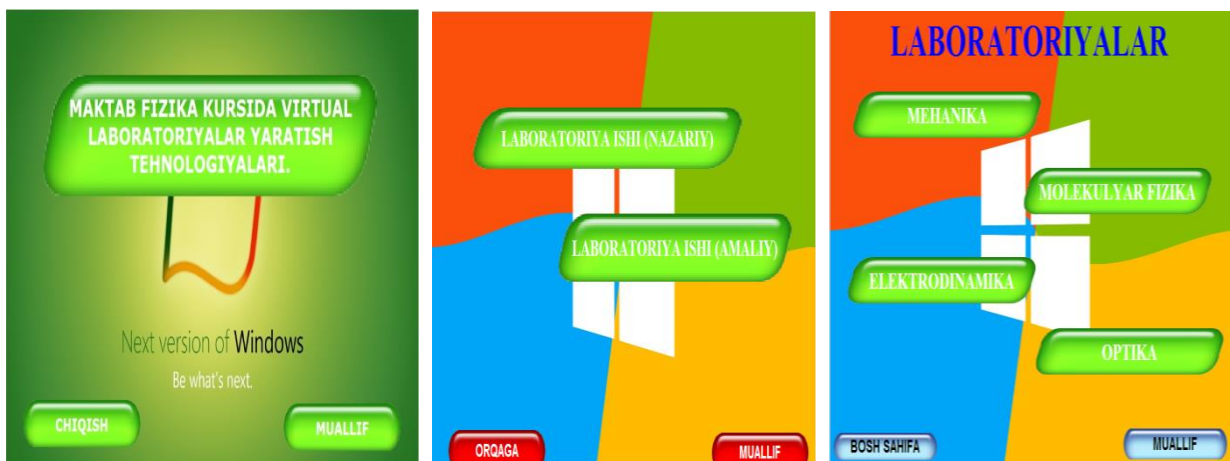 MAKTAB FIZIKA KURSIDA VIRTUAL
LABORATORIYALAR YARATISH
TEHNOLOGIYALARI.
Next version of Windows
Be what's next.
CHIQISH
MUALLIF
LABORATORIYA ISHI (NAZARIY)
LABORATORIYA ISHI (AMALIY)
ORQAGA
MUALLIF
LABORATORIYALAR
MEHANIKA
MOLEKULYAR FIZIKA
ELEKTRODINAMIKA
OPTIKA
BOSH SAHIFA
MUALLIF